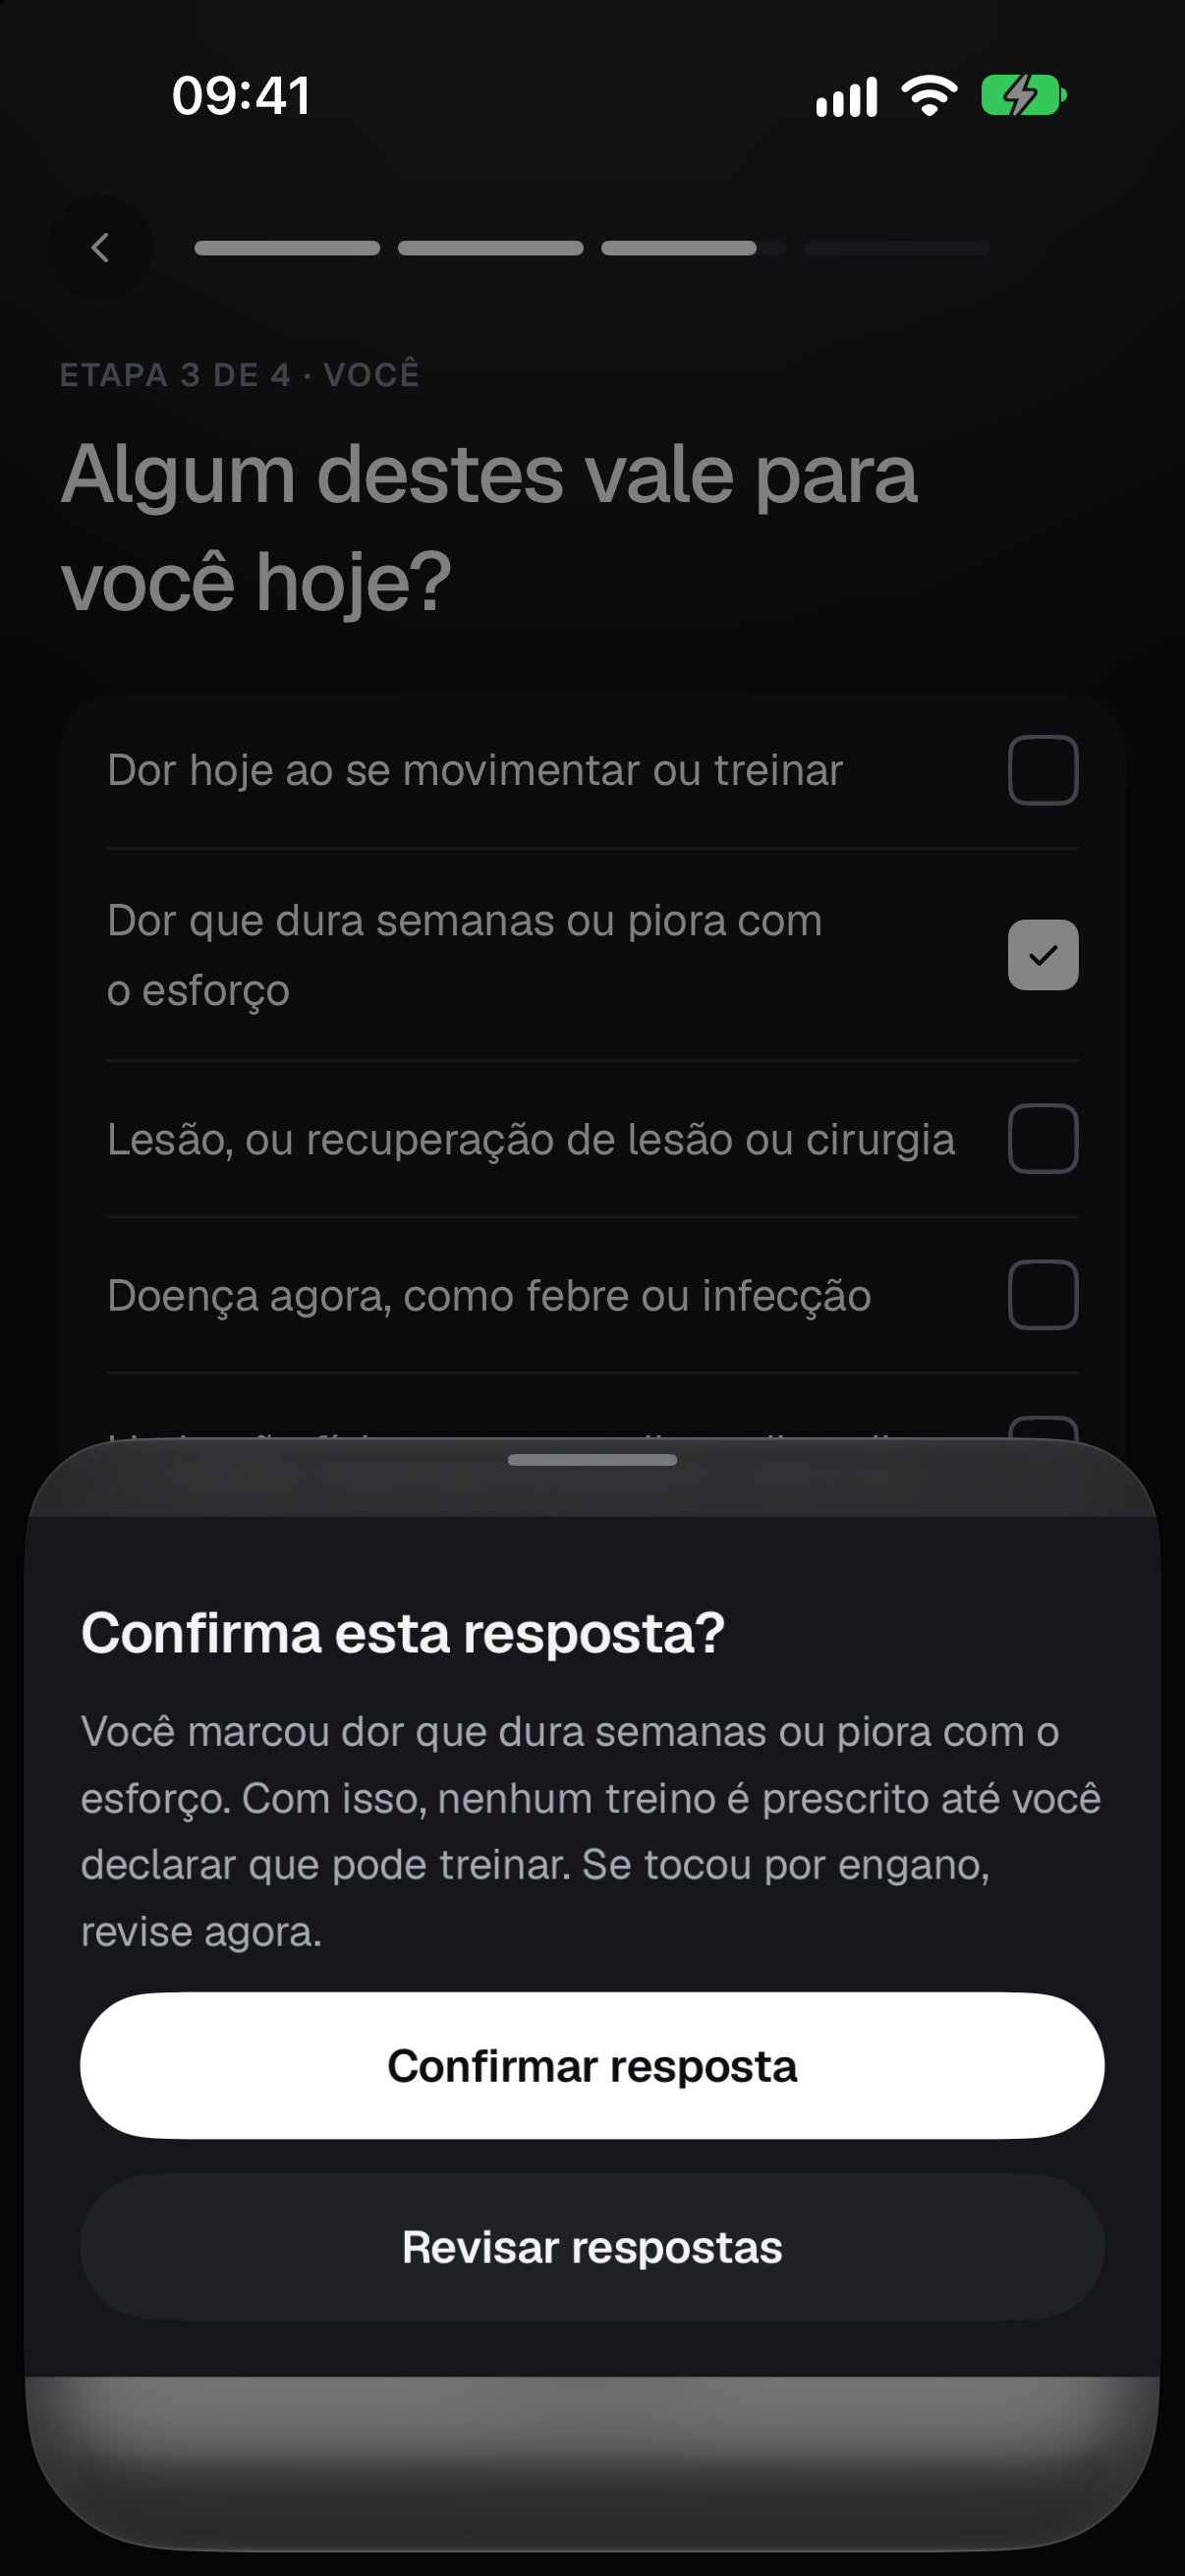 09:41
ETAPA 3 DE 4 · VOCÊ
Algum destes vale para
você hoje?
Dor hoje ao se movimentar ou treinar
Dor que dura semanas ou piora com
o esforço
Lesão, ou recuperação de lesão ou cirurgia
Doença agora, como febre ou infecção
Confirma esta resposta?
Você marcou dor que dura semanas ou piora com o
esforço. Com isso, nenhum treino é prescrito até você
declarar que pode treinar. Se tocou por engano,
revise agora.
Confirmar resposta
Revisar respostas